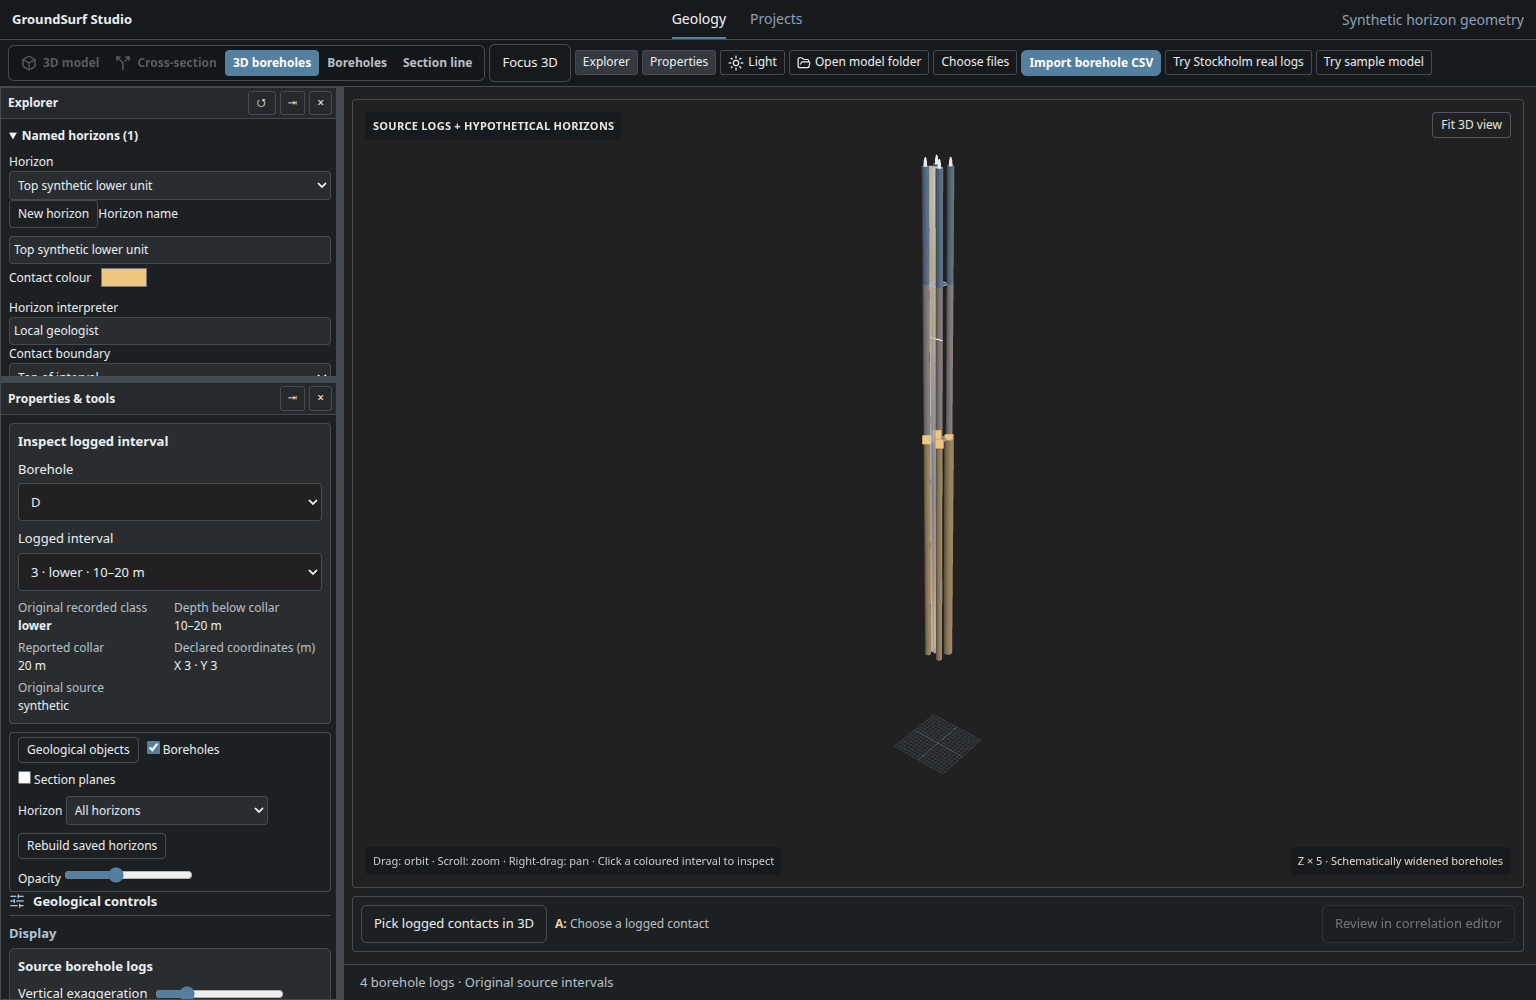 GroundSurf Studio
Geology
Projects
Synthetic horizon geometry
3D model
Cross-section
3D boreholes
Boreholes
Section line
Focus 3D
Explorer
Properties
Light
Open model folder
Choose files
Import borehole CSV
Try Stockholm real logs
Try sample model
Explorer
Named horizons (1)
Horizon
Top synthetic lower unit
New horizon
Horizon name
Top synthetic lower unit
Contact colour
Horizon interpreter
Local geologist
Contact boundary
Top of interval
Properties & tools
Inspect logged interval
Borehole
D
Logged interval
3 · lower · 10–20 m
Original recorded class
lower
Depth below collar
10–20 m
Reported collar
20 m
Declared coordinates (m)
X 3 · Y 3
Original source
synthetic
Geological objects
Boreholes
Section planes
Horizon
All horizons
Rebuild saved horizons
Opacity
Geological controls
Display
Source borehole logs
Vertical exaggeration
SOURCE LOGS + HYPOTHETICAL HORIZONS
Fit 3D view
Drag: orbit · Scroll: zoom · Right-drag: pan · Click a coloured interval to inspect
Z × 5 · Schematically widened boreholes
Pick logged contacts in 3D
A: Choose a logged contact
Review in correlation editor
4 borehole logs · Original source intervals